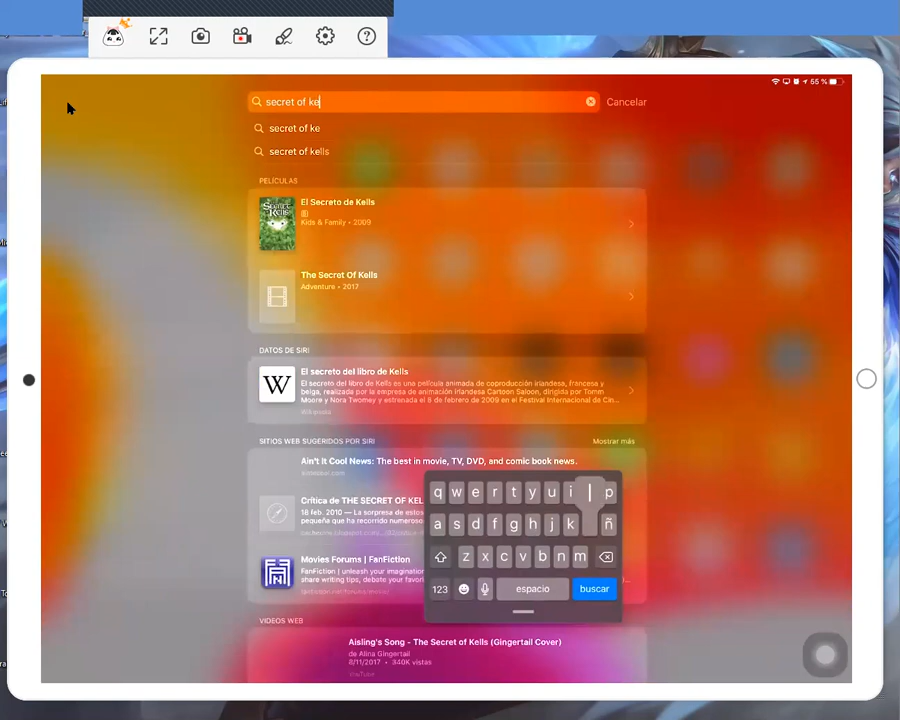 55 %
secret of ke
Cancelar
secret of ke
secret of kells
PELÍCULAS
El Secreto de Kells
Kids & Family • 2009
The Secret Of Kells
Adventure • 2017
DATOS DE SIRI
El secreto del libro de Kells
El secreto del libro de Kells es una película animada de coproducción irlandesa, francesa y
belga, realizada por la empresa de animación irlandesa Cartoon Saloon, dirigida por Tomm
Moore y Nora Twomey y estrenada el 8 de febrero de 2009 en el Festival Internacional de Cin...
Wikipedia
SITIOS WEB SUGERIDOS POR SIRI
Mostrar más
Ain't It Cool News: The best in movie, TV, DVD, and comic book news.
Crítica de THE SECRET OF KEL
18 feb. 2010 — La sorpresa de estos
pequeña que ha recorrido numeroso
Movies Forums | FanFiction
FanFiction | unleash your imaginat
share writing tips, debate your favori
q w e r t y u i l p
a s d f g h j k ñ
z x c v b n m
123 espacio buscar
VIDEOS WEB
Aisling's Song - The Secret of Kells (Gingertail Cover)
de Alina Gingertail
8/11/2017 • 340K vistas
YouTube